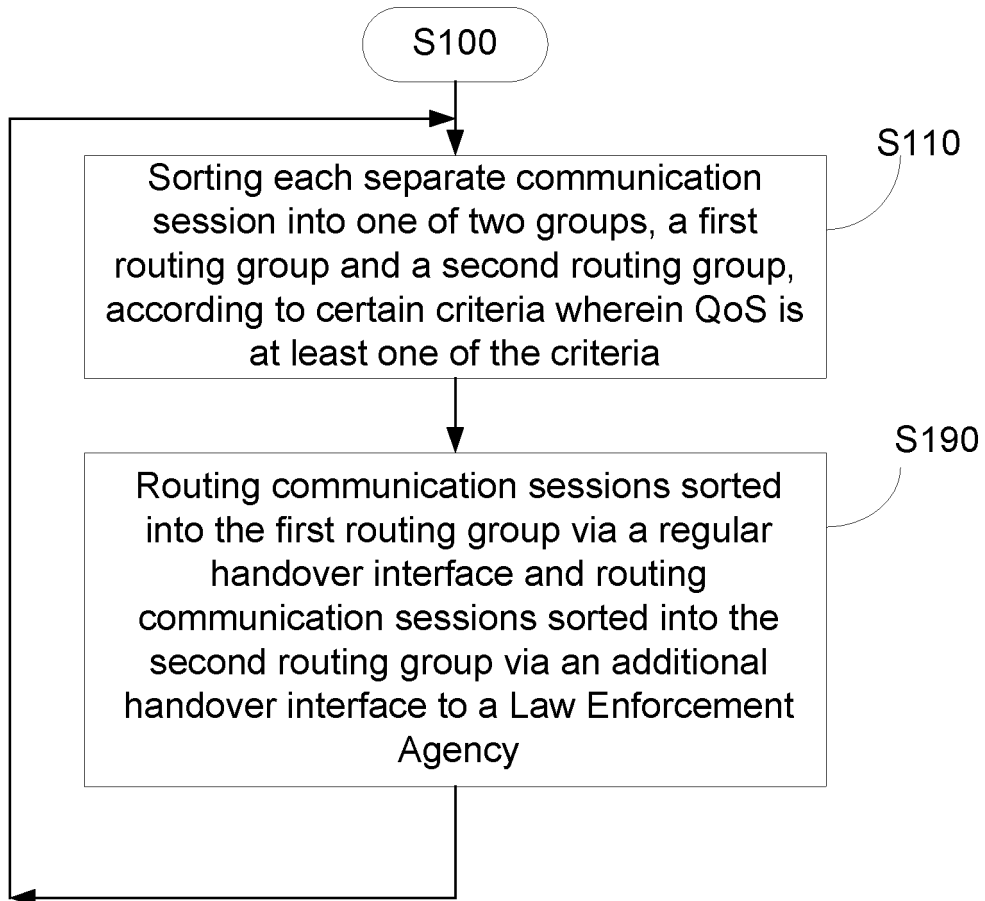 S100
S110
Sorting each separate communication
session into one of two groups, a first
routing group and a second routing group,
according to certain criteria wherein QoS is
at least one of the criteria
S190
Routing communication sessions sorted
into the first routing group via a regular
handover interface and routing
communication sessions sorted into the
second routing group via an additional
handover interface to a Law Enforcement
Agency